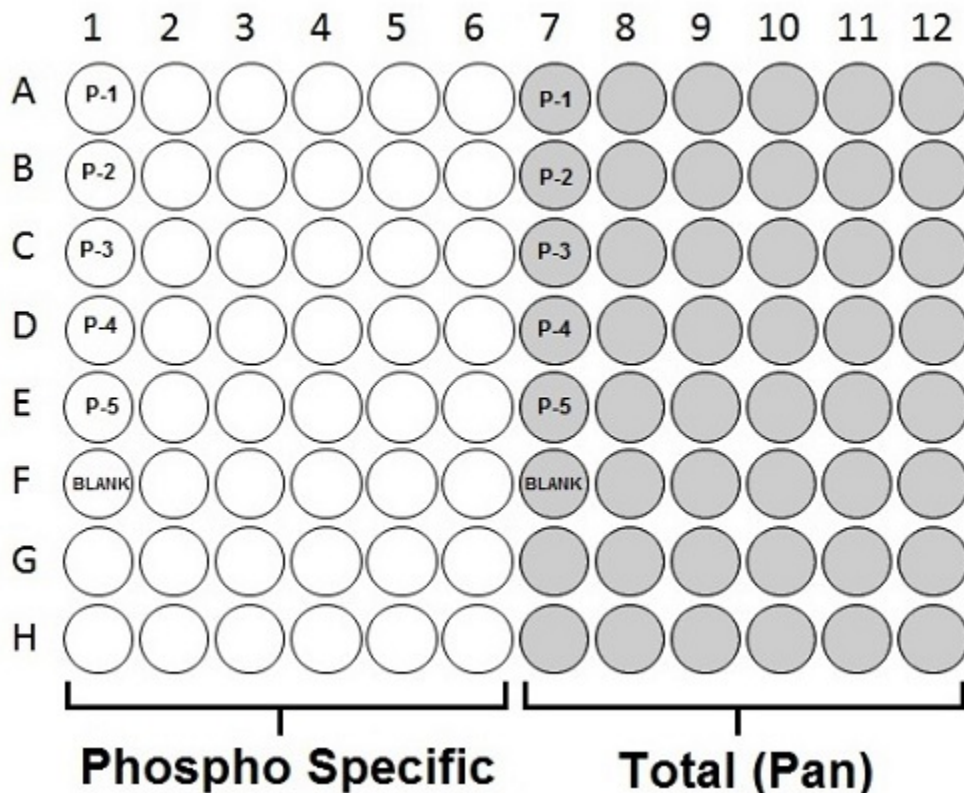 1 2 3 4 5 6 7 8 9 10 11 12
A P-1 P-1
B P-2 P-2
C P-3 P-3
D P-4 P-4
E P-5 P-5
F BLANK BLANK
G
H
Phospho Specific Total (Pan)